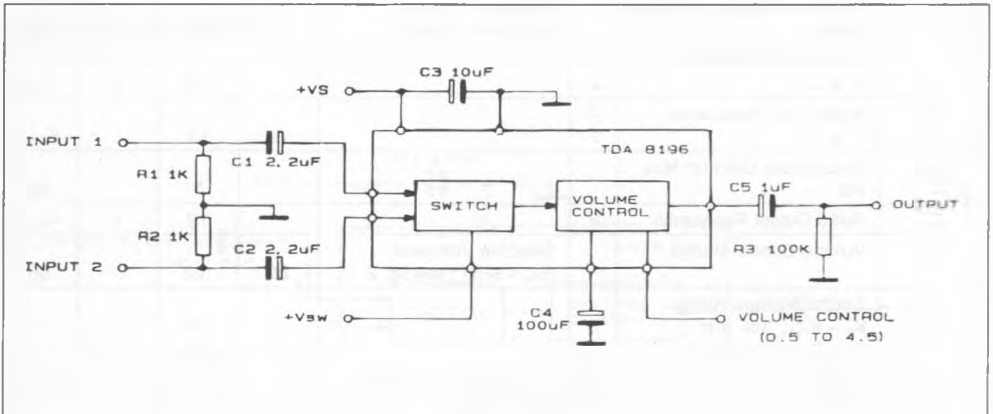 C3 10uF
+VS
TDA 8196
INPUT 1
C1 2.2uF
R1 1K
C5 1uF
SWITCH
VOLUME
CONTROL
OUTPUT
R2 1K
R3 100K
INPUT 2
C2 2.2uF
+Vsw
C4
100uF
VOLUME CONTROL
(0.5 TO 4.5)